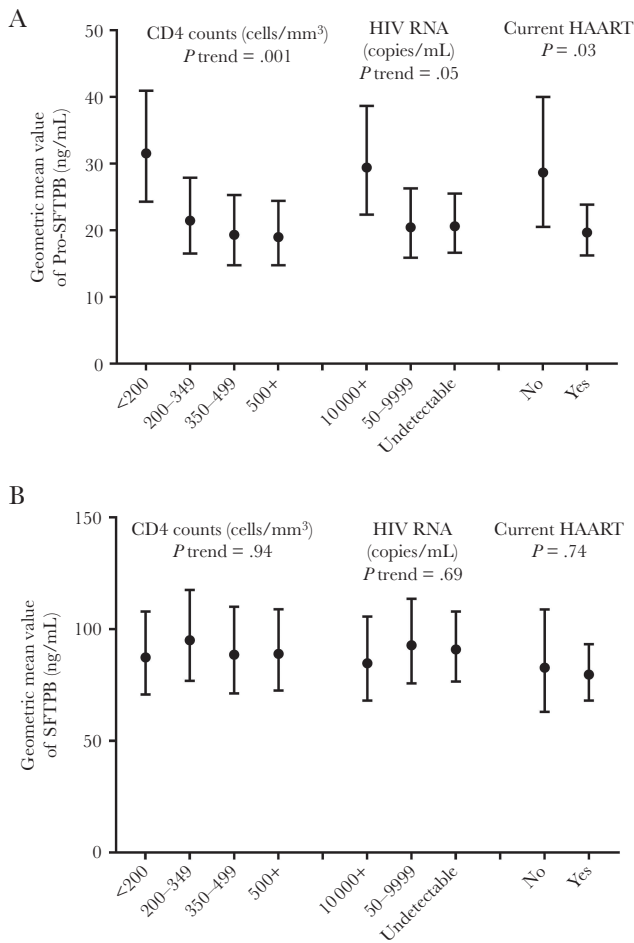 A
Geometric mean value
of Pro-SFTPB (ng/mL)
50
40
30
20
10
0
CD4 counts (cells/mm³)
P trend = .001
HIV RNA
(copies/mL)
P trend = .05
Current HAART
P = .03
<200
200–349
350–499
500+
10 000+
50–9999
Undetectable
No
Yes
B
Geometric mean value
of SFTPB (ng/mL)
150
100
50
0
CD4 counts (cells/mm³)
P trend = .94
HIV RNA
(copies/mL)
P trend = .69
Current HAART
P = .74
<200
200–349
350–499
500+
10 000+
50–9999
Undetectable
No
Yes